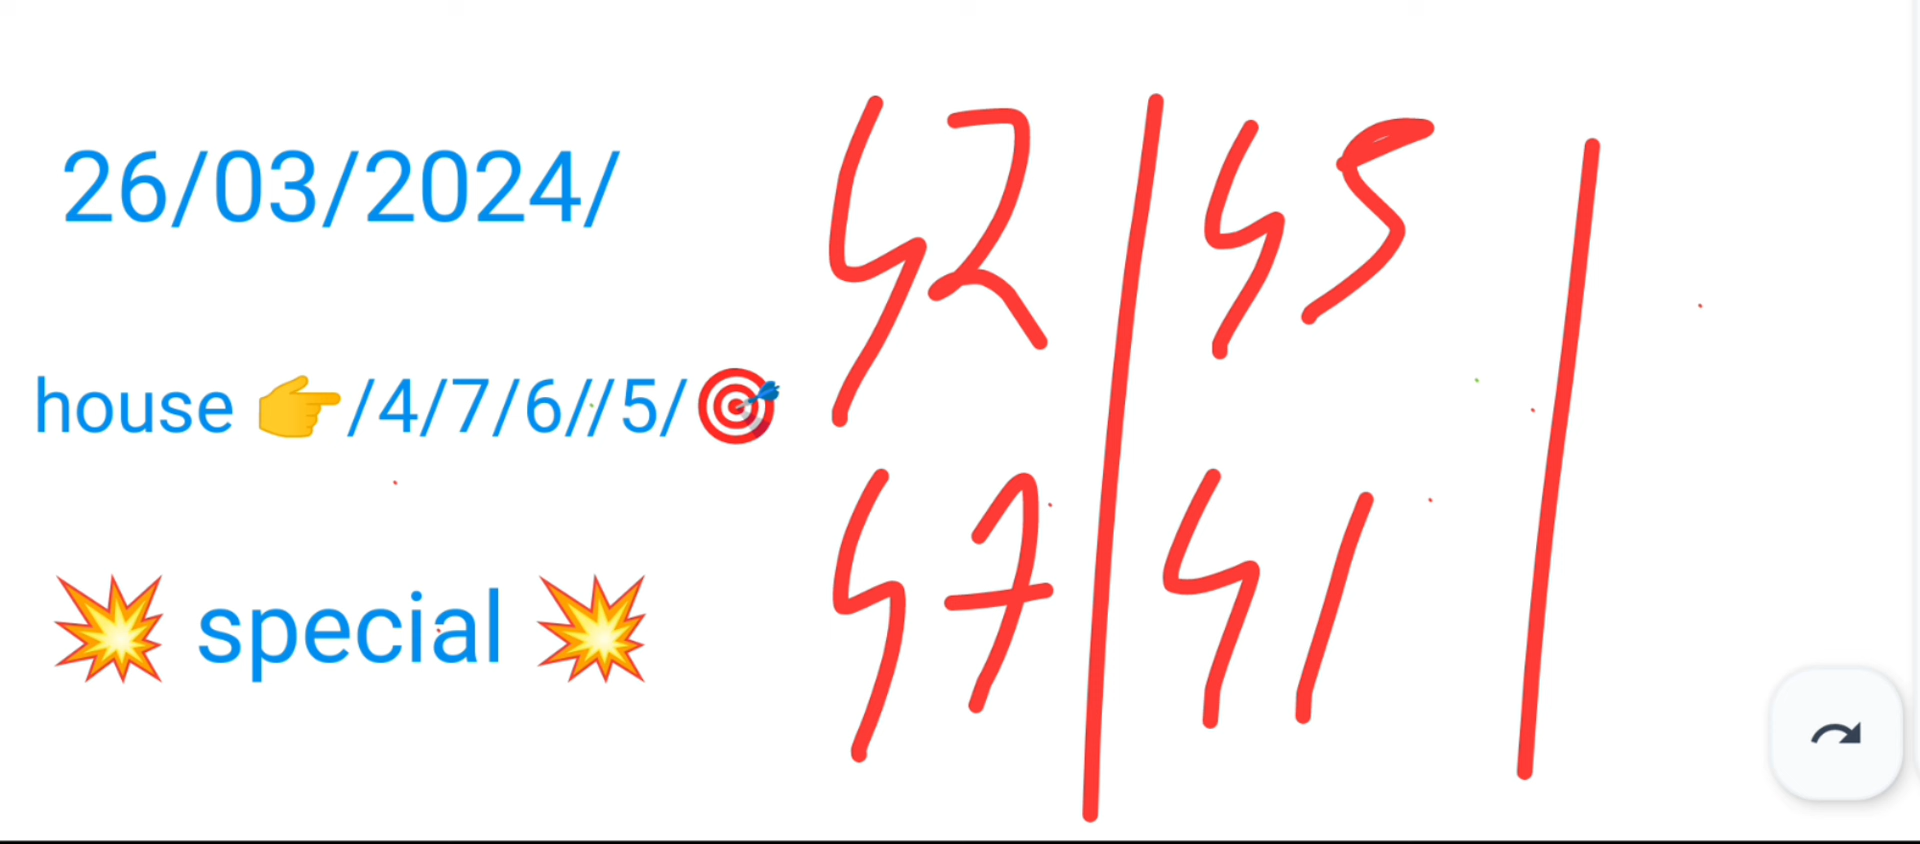 26/03/2024/
42 | 45 |
house 👉/4/7/6//5/🎯
47 | 41
💥 special 💥